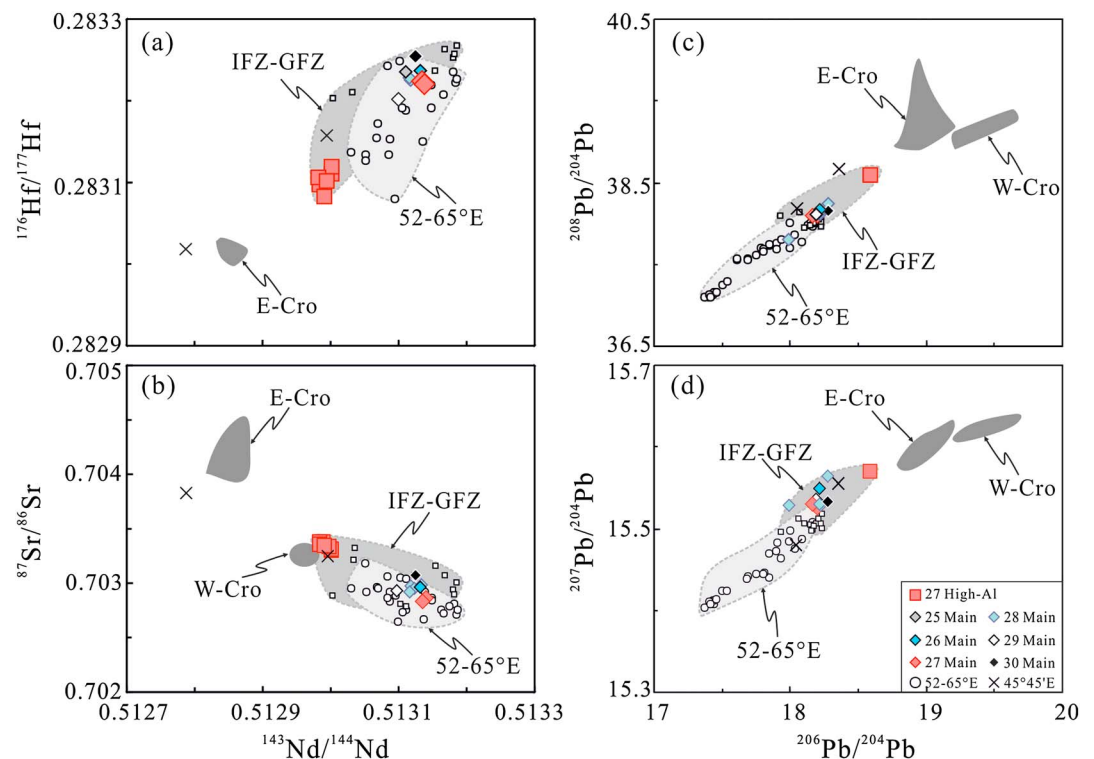 (a)
0.2833
0.2831
0.2829
¹⁷⁶Hf/¹⁷⁷Hf
IFZ-GFZ
52-65°E
E-Cro
(c)
40.5
38.5
36.5
²⁰⁸Pb/²⁰⁴Pb
E-Cro
W-Cro
IFZ-GFZ
52-65°E
(b)
0.705
0.704
0.703
0.702
⁸⁷Sr/⁸⁶Sr
E-Cro
IFZ-GFZ
W-Cro
52-65°E
0.5127 0.5129 0.5131 0.5133
¹⁴³Nd/¹⁴⁴Nd
(d)
15.7
15.5
15.3
²⁰⁷Pb/²⁰⁴Pb
E-Cro
IFZ-GFZ
W-Cro
52-65°E
27 High-Al
25 Main 28 Main
26 Main 29 Main
27 Main 30 Main
52-65°E 45°45'E
17 18 19 20
²⁰⁶Pb/²⁰⁴Pb